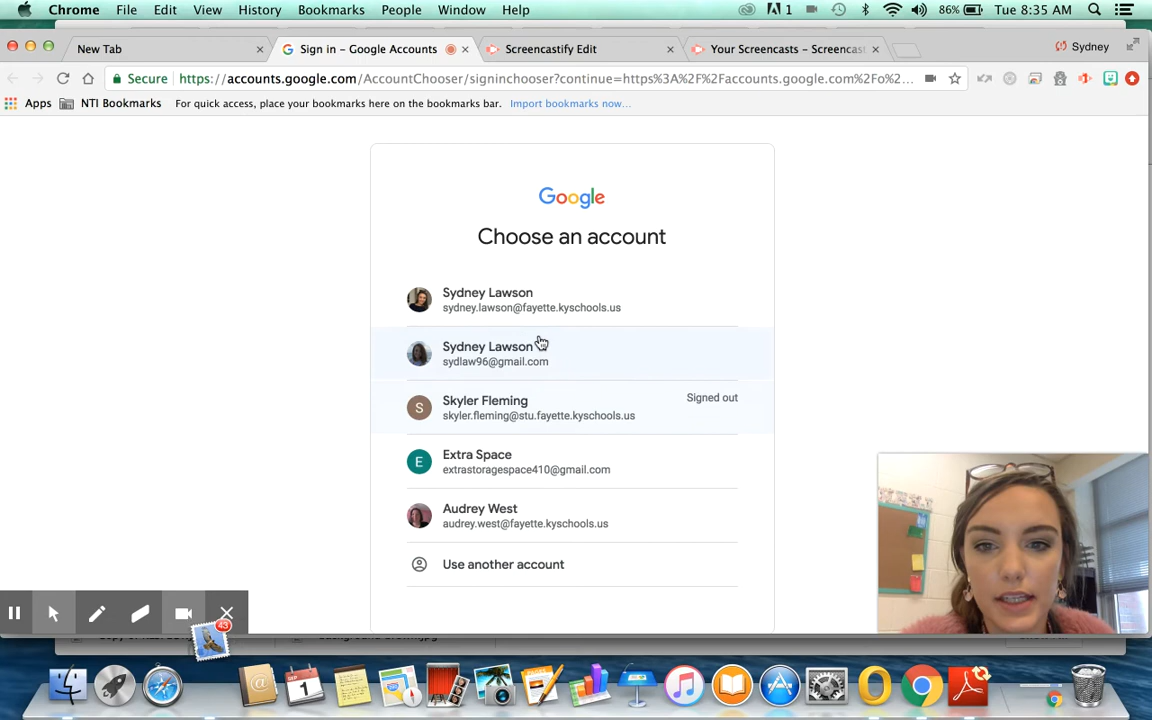 Chrome File Edit View History Bookmarks People Window Help 1 86% Tue 8:35 AM
New Tab Sign in – Google Accounts Screencastify Edit Your Screencasts – Screencast Sydney
Secure https://accounts.google.com/AccountChooser/signinchooser?continue=https%3A%2F%2Faccounts.google.com%2Fo%2...
Apps NTI Bookmarks For quick access, place your bookmarks here on the bookmarks bar. Import bookmarks now...
Google
Choose an account
Sydney Lawson
sydney.lawson@fayette.kyschools.us
Sydney Lawson
sydlaw96@gmail.com
S Skyler Fleming Signed out
skyler.fleming@stu.fayette.kyschools.us
E Extra Space
extrastoragespace410@gmail.com
Audrey West
audrey.west@fayette.kyschools.us
Use another account
43
1